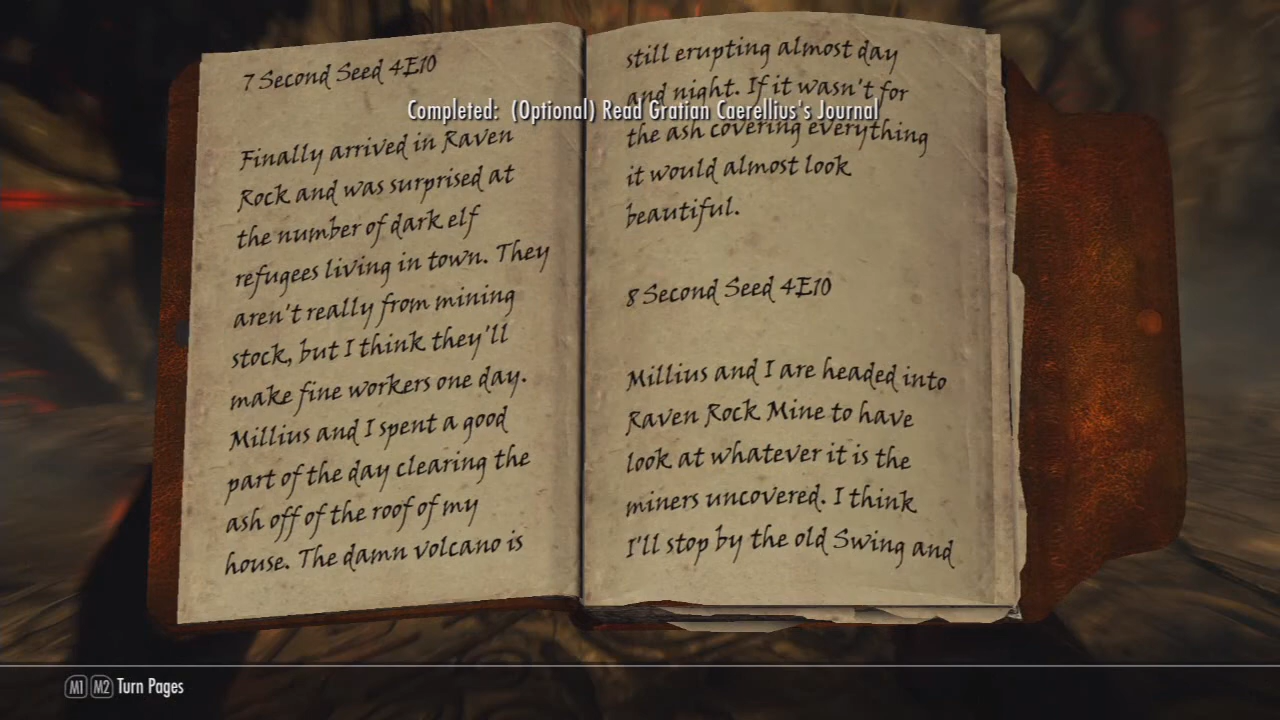 7 Second Seed 4E10
Finally arrived in Raven
Rock and was surprised at
the number of dark elf
refugees living in town. They
aren't really from mining
stock, but I think they'll
make fine workers one day.
Millius and I spent a good
part of the day clearing the
ash off of the roof of my
house. The damn volcano is
still erupting almost day
and night. If it wasn't for
the ash covering everything
it would almost look
beautiful.
8 Second Seed 4E10
Millius and I are headed into
Raven Rock Mine to have
look at whatever it is the
miners uncovered. I think
I'll stop by the old Swing and
Completed: (Optional) Read Gratian Caerellius's Journal
M1 M2 Turn Pages